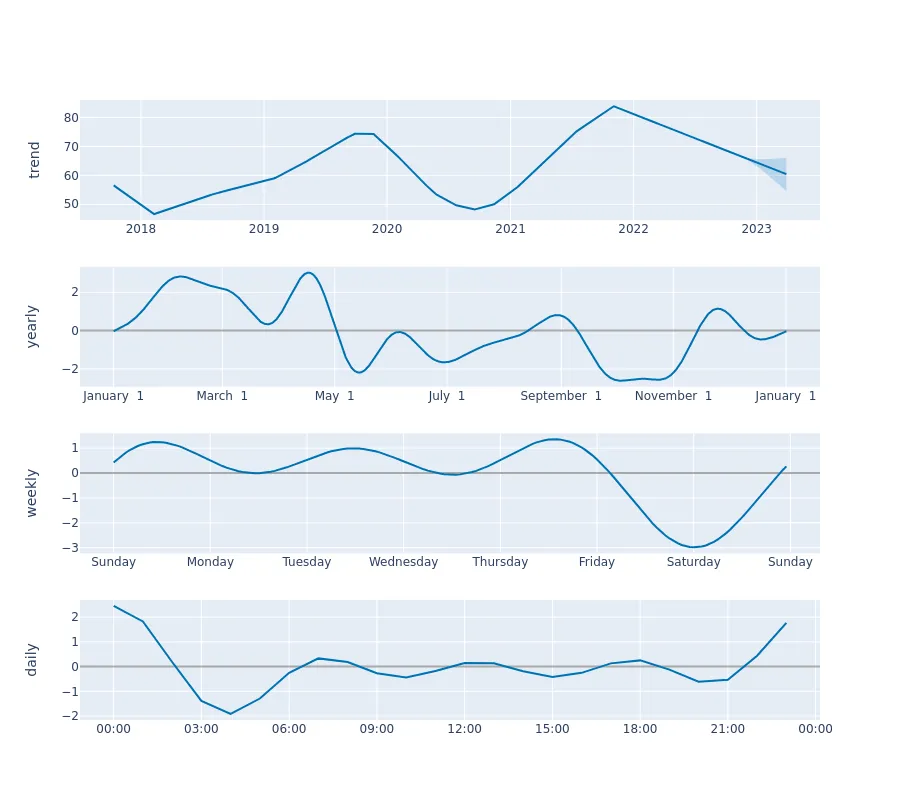 trend
80
70
60
50
2018 2019 2020 2021 2022 2023
yearly
2
0
−2
January 1 March 1 May 1 July 1 September 1 November 1 January 1
weekly
1
0
−1
−2
−3
Sunday Monday Tuesday Wednesday Thursday Friday Saturday Sunday
daily
2
1
0
−1
−2
00:00 03:00 06:00 09:00 12:00 15:00 18:00 21:00 00:00